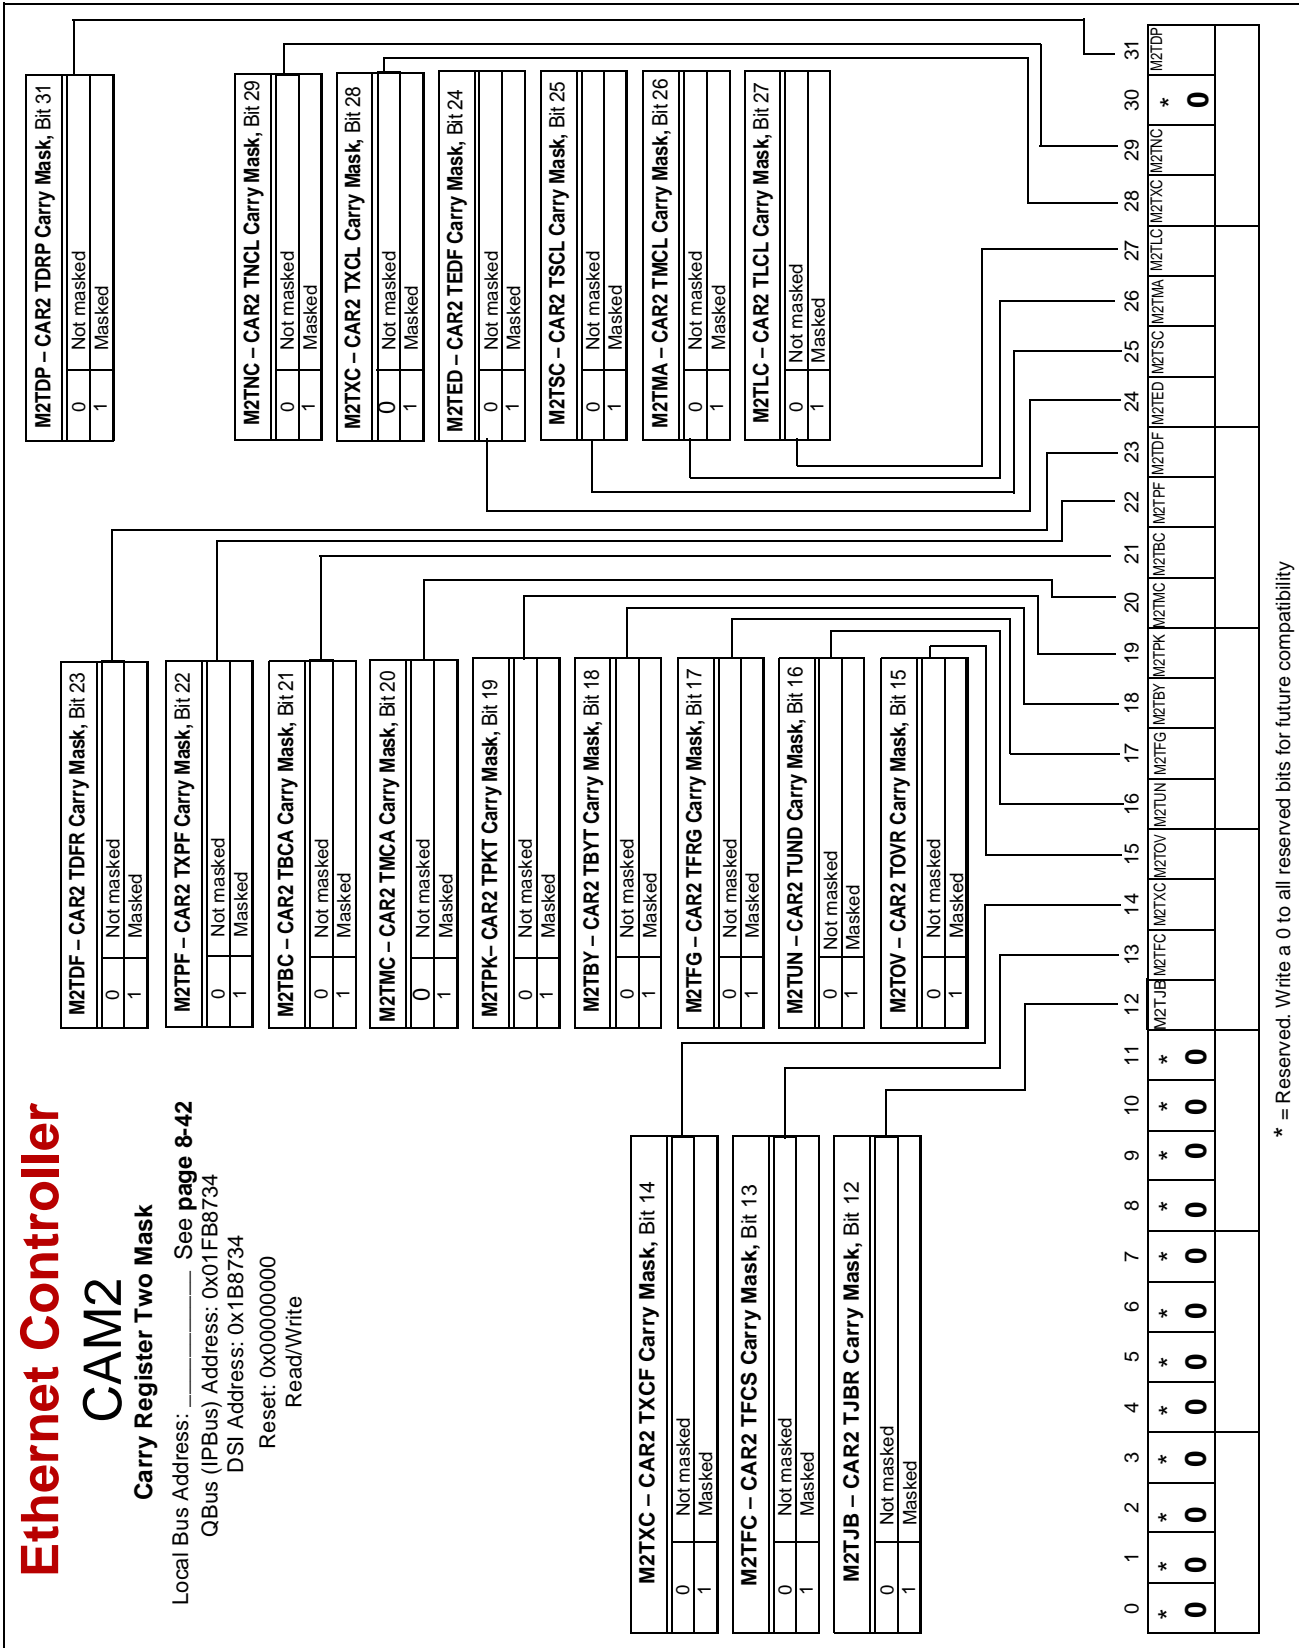 Ethernet Controller
CAM2
Carry Register Two Mask
Local Bus Address: ____________ See page 8-42
QBus (IPBus) Address: 0x01FB8734
DSI Address: 0x1B8734
Reset: 0x00000000
Read/Write
M2TDF – CAR2 TDFR Carry Mask, Bit 23
0 Not masked
1 Masked
M2TPF – CAR2 TXPF Carry Mask, Bit 22
0 Not masked
1 Masked
M2TBC – CAR2 TBCA Carry Mask, Bit 21
0 Not masked
1 Masked
M2TMC – CAR2 TMCA Carry Mask, Bit 20
0 Not masked
1 Masked
M2TPK– CAR2 TPKT Carry Mask, Bit 19
0 Not masked
1 Masked
M2TBY – CAR2 TBYT Carry Mask, Bit 18
0 Not masked
1 Masked
M2TFG – CAR2 TFRG Carry Mask, Bit 17
0 Not masked
1 Masked
M2TUN – CAR2 TUND Carry Mask, Bit 16
0 Not masked
1 Masked
M2TOV – CAR2 TOVR Carry Mask, Bit 15
0 Not masked
1 Masked
M2TDP – CAR2 TDRP Carry Mask, Bit 31
0 Not masked
1 Masked
M2TNC – CAR2 TNCL Carry Mask, Bit 29
0 Not masked
1 Masked
M2TXC – CAR2 TXCL Carry Mask, Bit 28
0 Not masked
1 Masked
M2TED – CAR2 TEDF Carry Mask, Bit 24
0 Not masked
1 Masked
M2TSC – CAR2 TSCL Carry Mask, Bit 25
0 Not masked
1 Masked
M2TMA – CAR2 TMCL Carry Mask, Bit 26
0 Not masked
1 Masked
M2TLC – CAR2 TLCL Carry Mask, Bit 27
0 Not masked
1 Masked
M2TXC – CAR2 TXCF Carry Mask, Bit 14
0 Not masked
1 Masked
M2TFC – CAR2 TFCS Carry Mask, Bit 13
0 Not masked
1 Masked
M2TJB – CAR2 TJBR Carry Mask, Bit 12
0 Not masked
1 Masked
0 1 2 3 4 5 6 7 8 9 10 11 12 13 14 15 16 17 18 19 20 21 22 23 24 25 26 27 28 29 30 31
* * * * * * * * * * * * M2TJB M2TFC M2TXC M2TOV M2TUN M2TFG M2TBY M2TPK M2TMC M2TBC M2TPF M2TDF M2TED M2TSC M2TMA M2TLC M2TXC M2TNC * M2TDP
0 0 0 0 0 0 0 0 0 0 0 0 0
* = Reserved. Write a 0 to all reserved bits for future compatibility